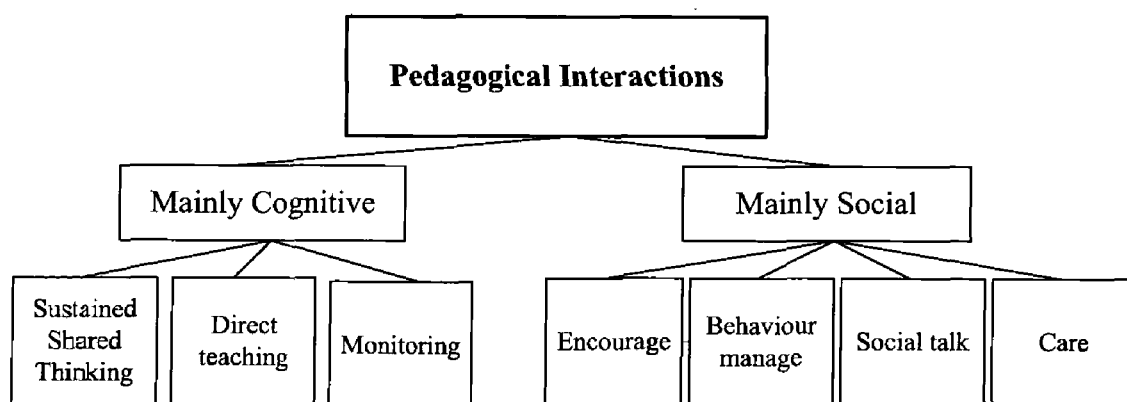 Pedagogical Interactions
Mainly Cognitive
Mainly Social
Sustained
Shared
Thinking
Direct
teaching
Monitoring
Encourage
Behaviour
manage
Social talk
Care